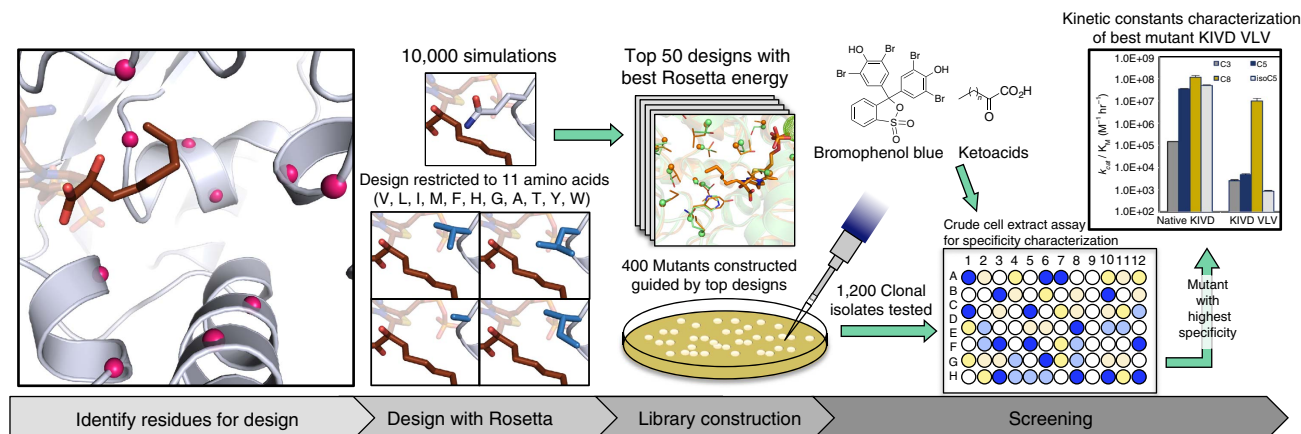 10,000 simulations
Design restricted to 11 amino acids
(V, L, I, M, F, H, G, A, T, Y, W)
Top 50 designs with
best Rosetta energy
400 Mutants constructed
guided by top designs
1,200 Clonal
isolates tested
HO
Br
Br
OH
Br
Br
O
S
O
O
Bromophenol blue
n
CO₂H
O
Ketoacids
Crude cell extract assay
for specificity characterization
1 2 3 4 5 6 7 8 9 10 11 12
A
B
C
D
E
F
G
H
Mutant
with
highest
specificity
Kinetic constants characterization
of best mutant KIVD VLV
C3 C5
C8 isoC5
kcat / KM (M⁻¹ hr⁻¹)
1.0E+09
1.0E+08
1.0E+07
1.0E+06
1.0E+05
1.0E+04
1.0E+03
1.0E+02
Native KIVD KIVD VLV
Identify residues for design
Design with Rosetta
Library construction
Screening